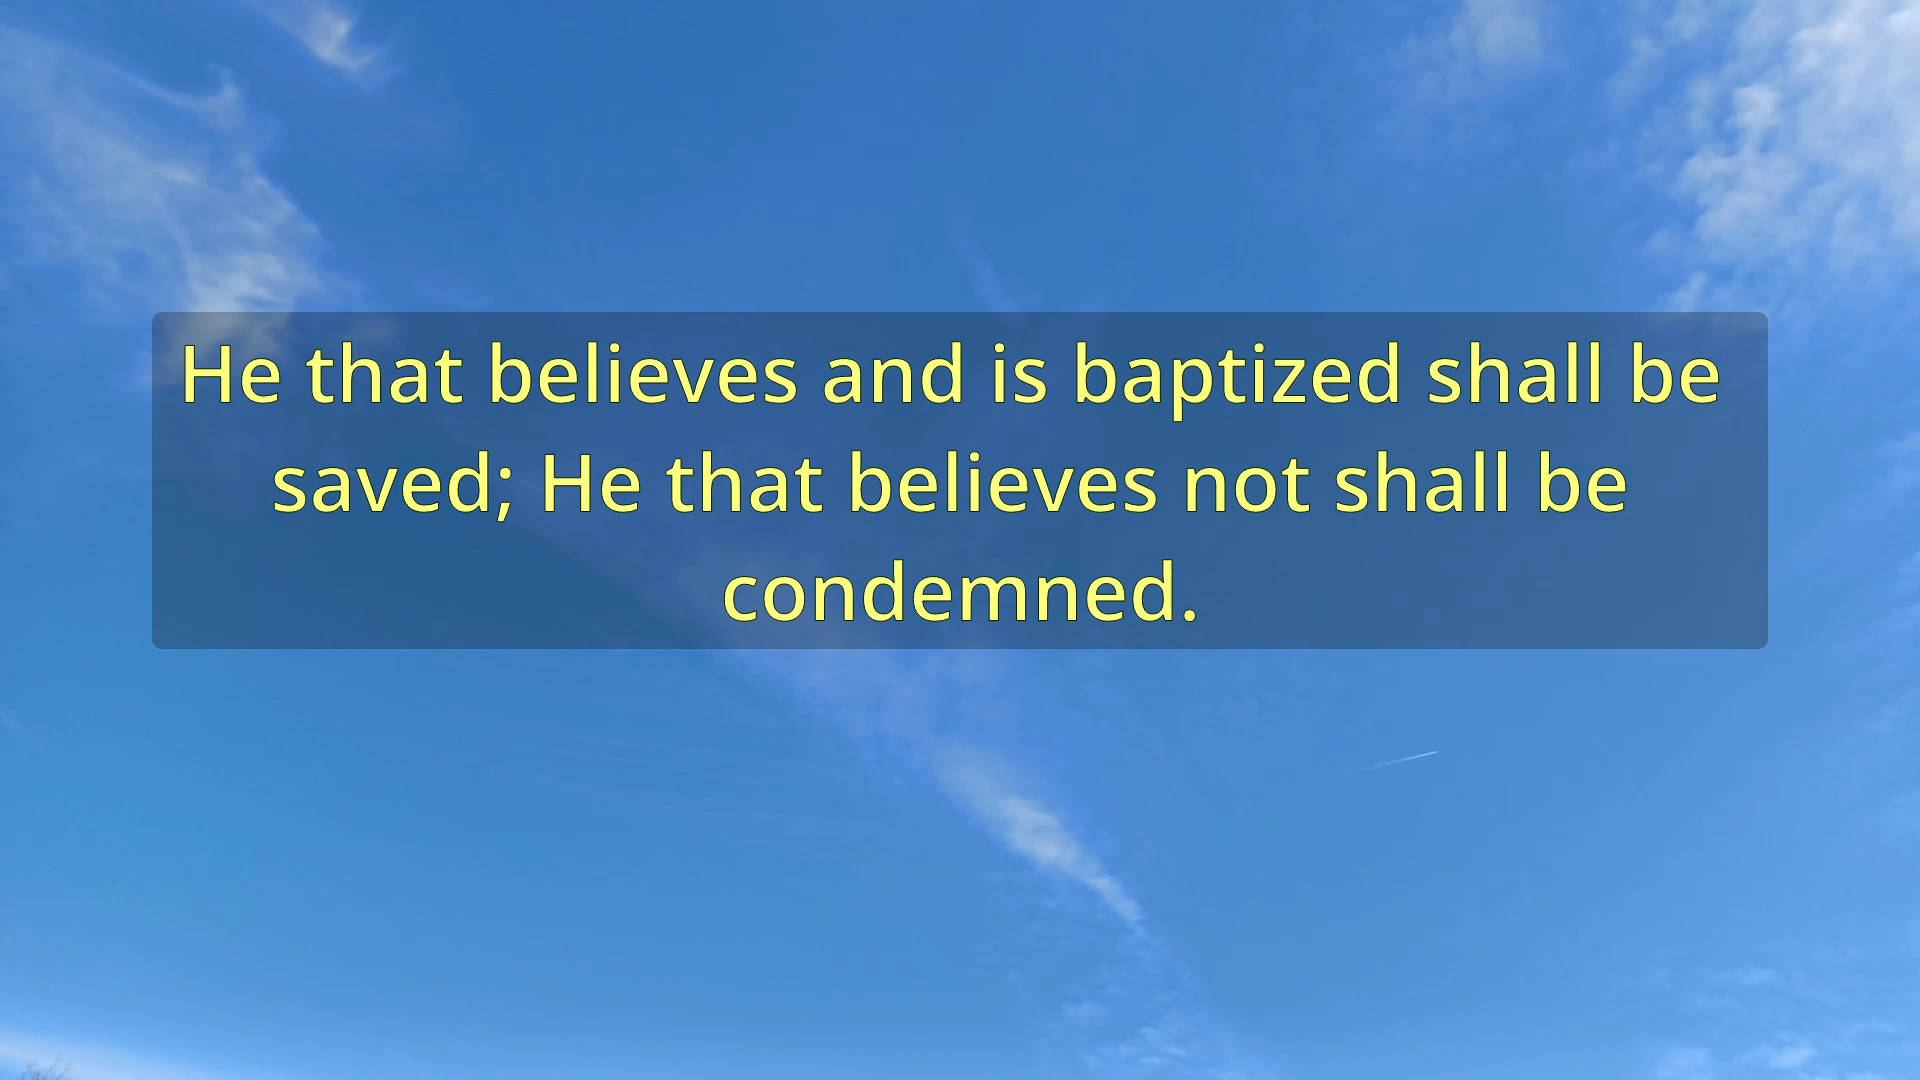 He that believes and is baptized shall be
saved; He that believes not shall be
condemned.